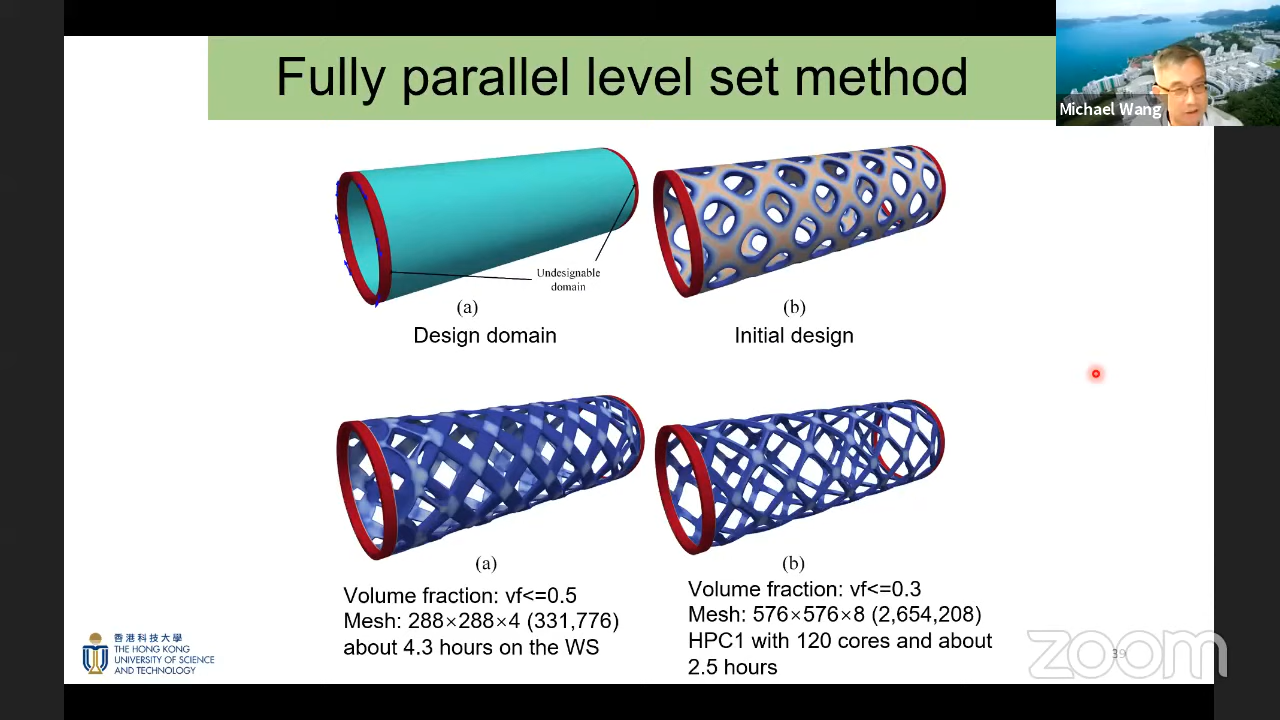 Fully parallel level set method
Michael Wang
Undesignable
domain
(a)
Design domain
(b)
Initial design
(a)
Volume fraction: vf<=0.5
Mesh: 288×288×4 (331,776)
about 4.3 hours on the WS
(b)
Volume fraction: vf<=0.3
Mesh: 576×576×8 (2,654,208)
HPC1 with 120 cores and about
2.5 hours
香港科技大學
THE HONG KONG
UNIVERSITY OF SCIENCE
AND TECHNOLOGY
39
zoom